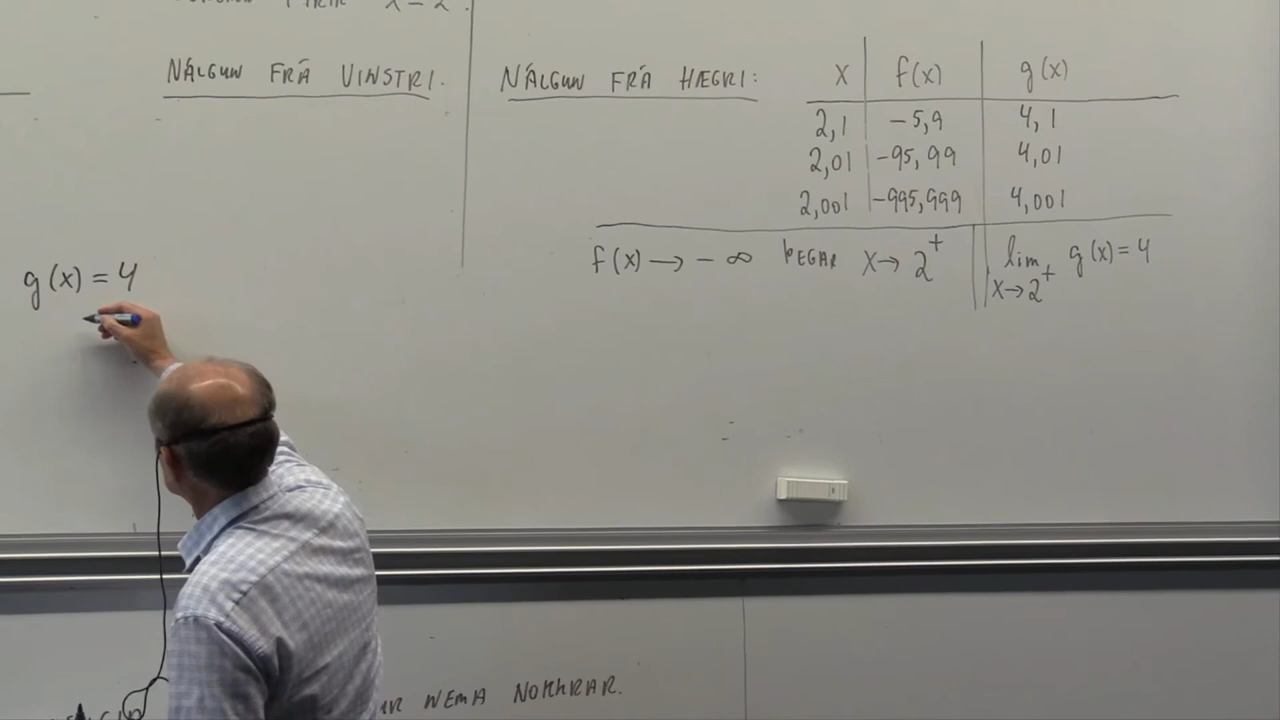 X=2.
NÁLGUN FRÁ VINSTRI.
NÁLGUN FRÁ HÆGRI:
X f(x) g(x)
2,1 -5,9 4,1
2,01 -95,99 4,01
2,001 -995,999 4,001
f(x) → -∞ ÞEGAR X→2⁺
lim g(x)=4
X→2⁺
g(x)=4
NEMA NOKKRAR.